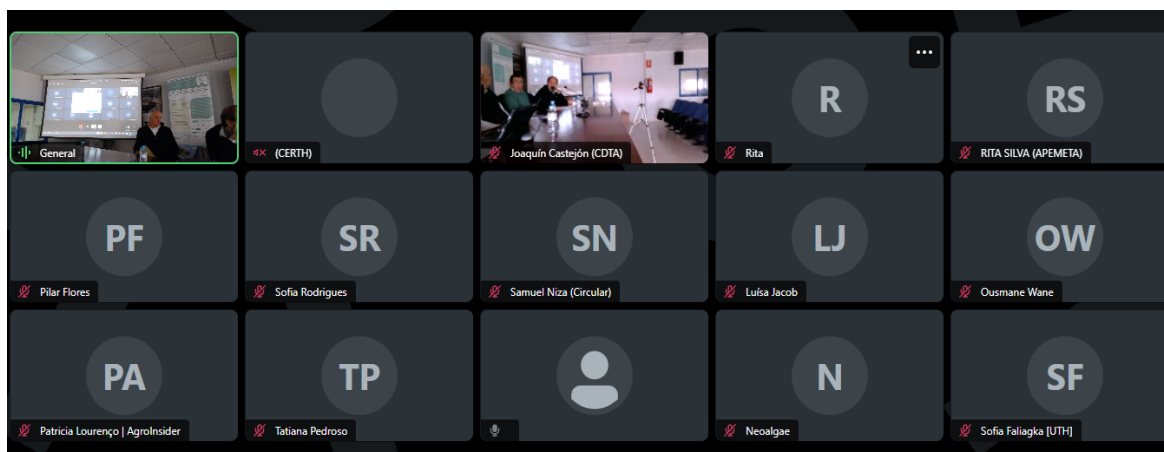 General
(CERTH)
Joaquín Castejón (CDTA)
R
Rita
RS
RITA SILVA (APEMETA)
PF
Pilar Flores
SR
Sofia Rodrigues
SN
Samuel Niza (Circular)
LJ
Luísa Jacob
OW
Ousmane Wane
PA
Patricia Lourenço | AgroInsider
TP
Tatiana Pedroso
N
Neoalgae
SF
Sofia Faliagka [UTH]